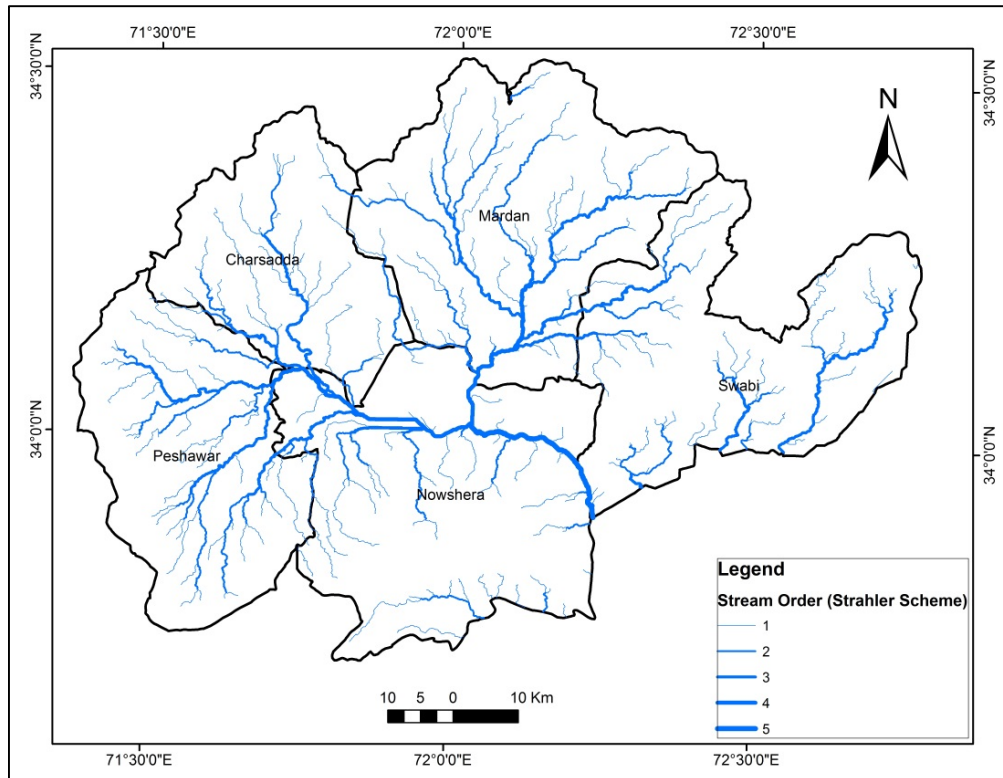 71°30'0"E 72°0'0"E 72°30'0"E
34°30'0"N
34°30'0"N
N
Mardan
Charsadda
Swabi
34°0'0"N
34°0'0"N
Peshawar
Nowshera
Legend
Stream Order (Strahler Scheme)
1
2
3
4
5
10 5 0 10 Km
71°30'0"E 72°0'0"E 72°30'0"E